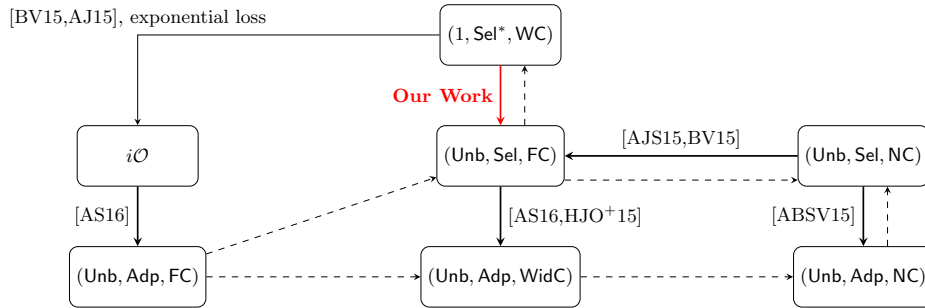 [BV15,AJ15], exponential loss
(1, Sel*, WC)
Our Work
[AJS15,BV15]
iO
(Unb, Sel, FC)
(Unb, Sel, NC)
[AS16]
[AS16,HJO+15]
[ABSV15]
(Unb, Adp, FC)
(Unb, Adp, WidC)
(Unb, Adp, NC)